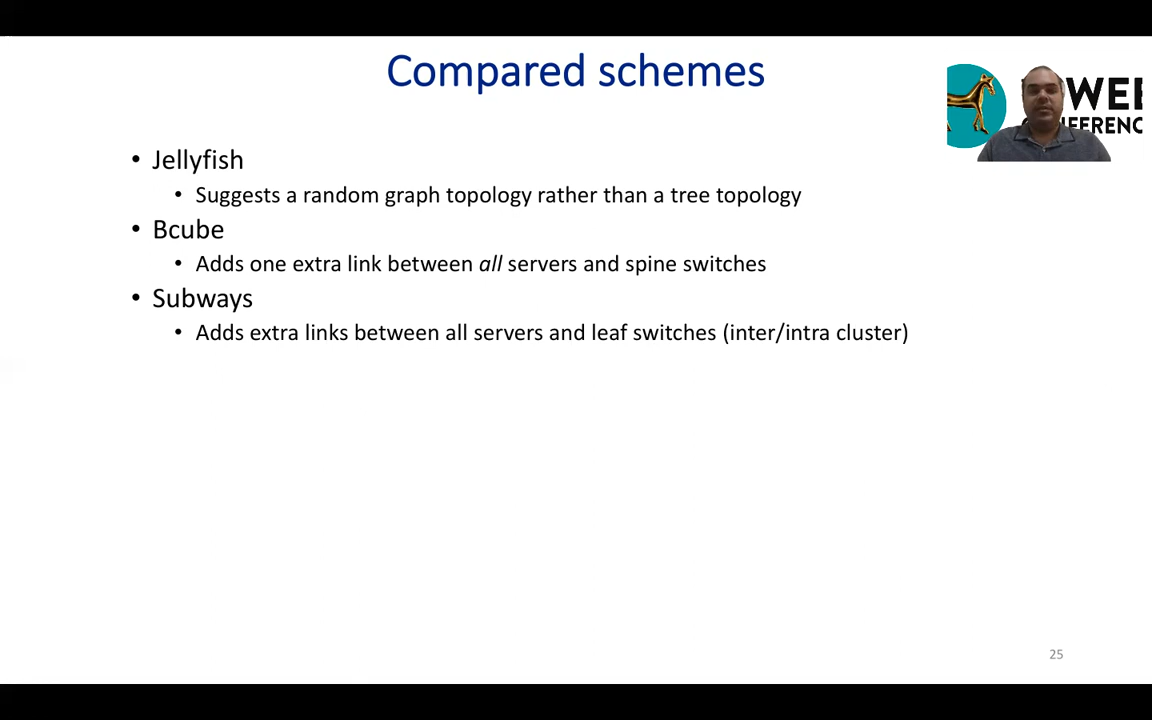 Compared schemes
• Jellyfish
• Suggests a random graph topology rather than a tree topology
• Bcube
• Adds one extra link between all servers and spine switches
• Subways
• Adds extra links between all servers and leaf switches (inter/intra cluster)
25